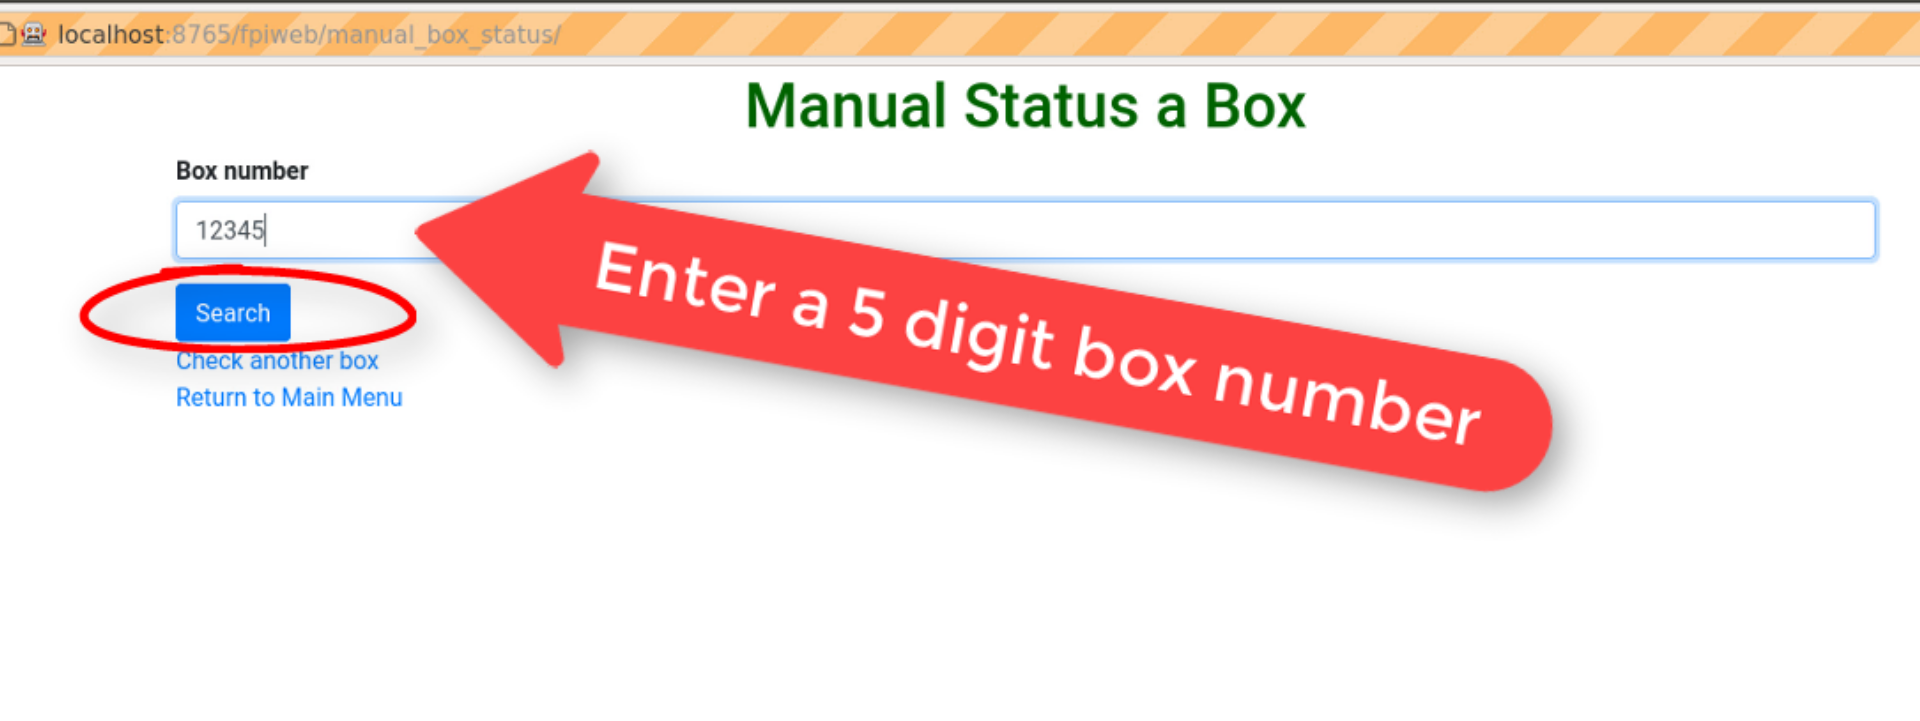 localhost:8765/fpiweb/manual_box_status/
Manual Status a Box
Box number
12345
Enter a 5 digit box number
Search
Check another box
Return to Main Menu